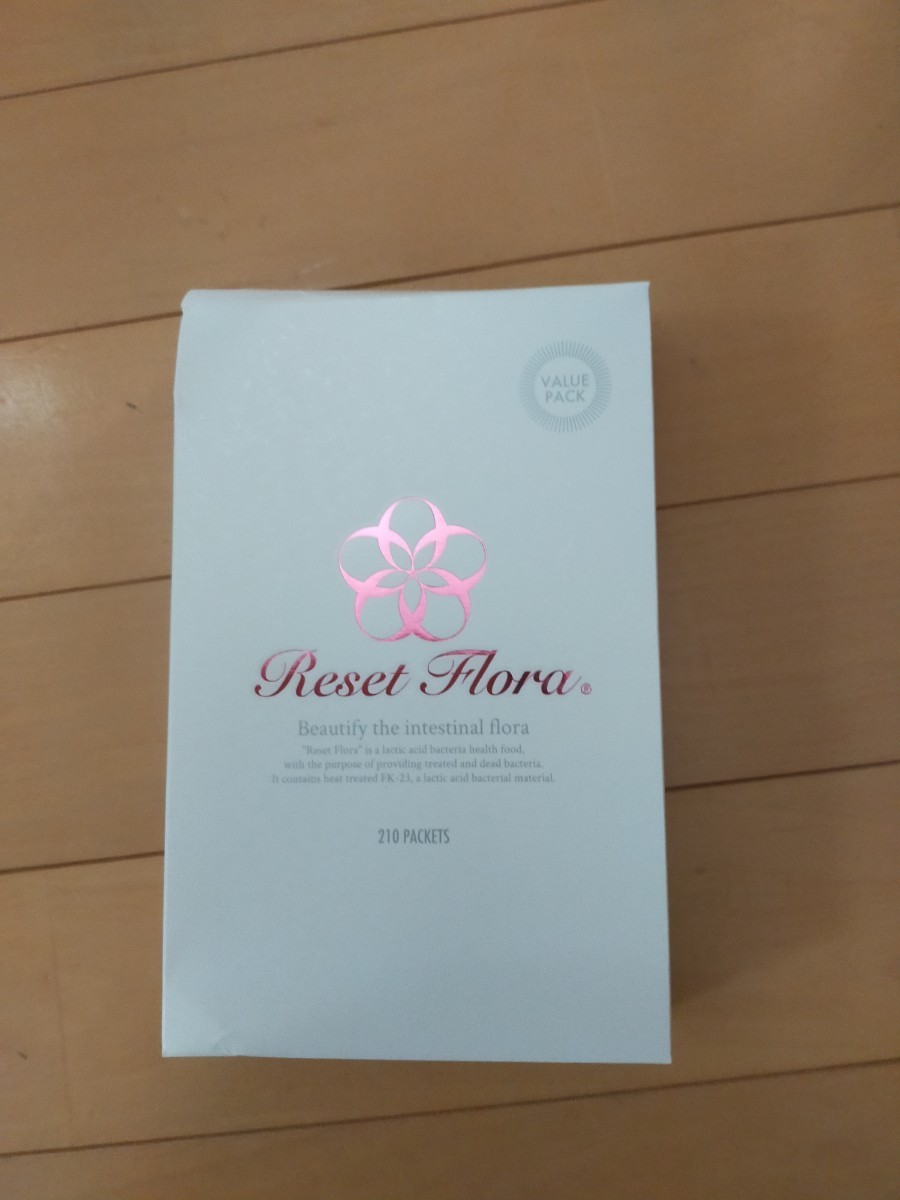 VALUE
PACK
Reset Flora®
Beautify the intestinal flora
"Reset Flora" is a lactic acid bacteria health food,
with the purpose of providing treated and dead bacteria.
It contains heat treated FK-23, a lactic acid bacterial material.
210 PACKETS